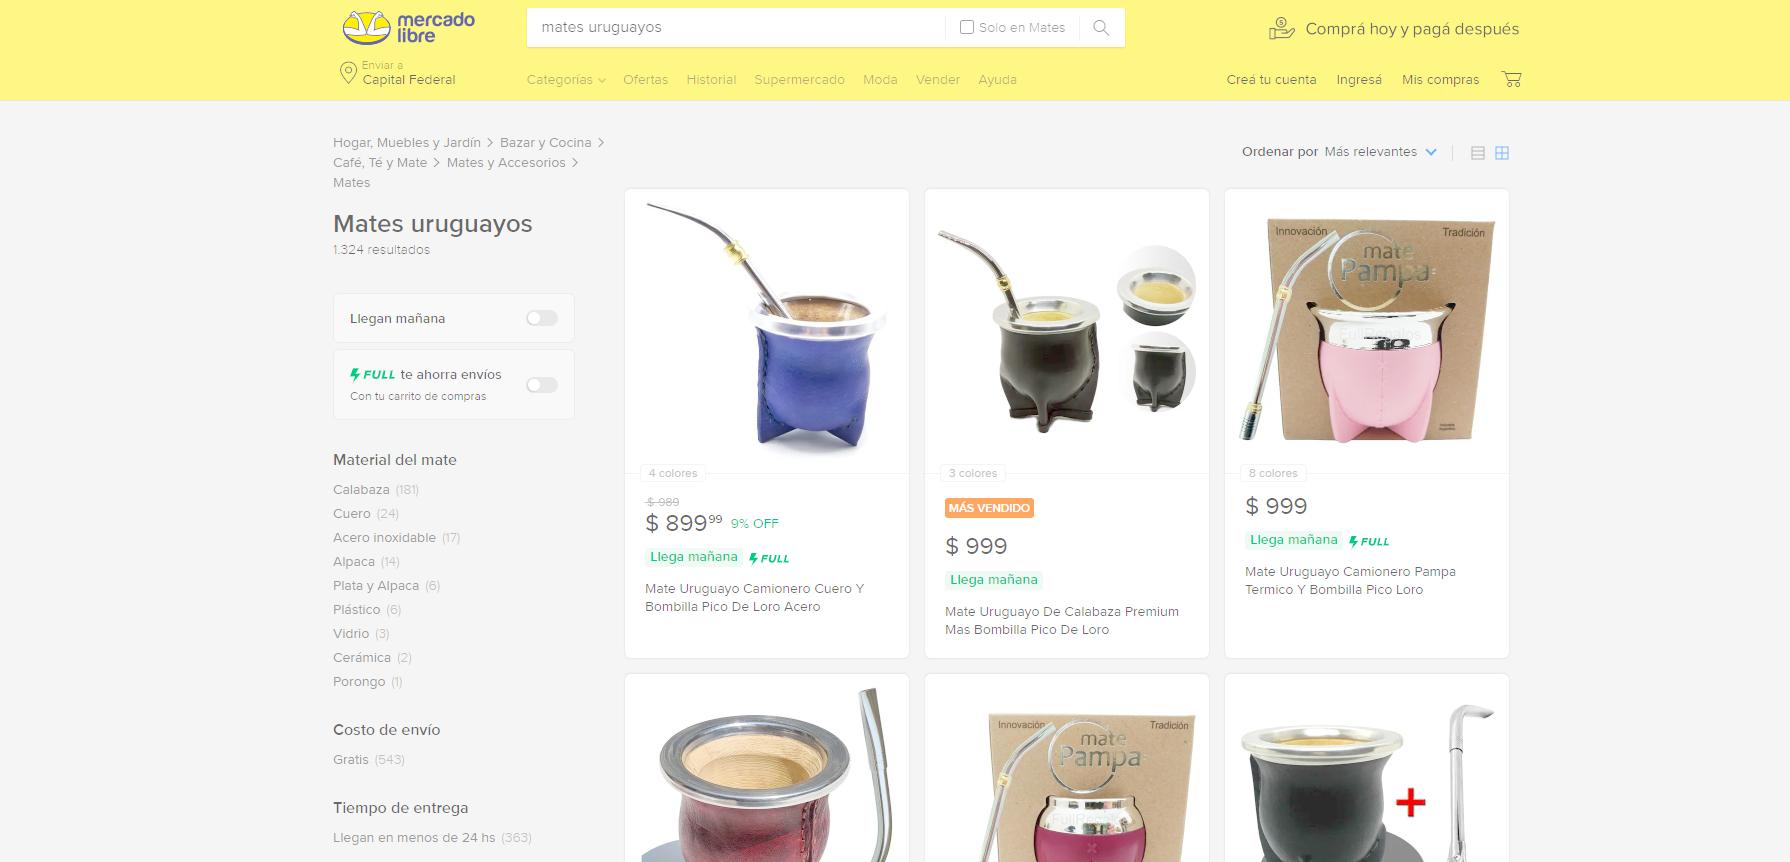 mercado
libre
mates uruguayos
Solo en Mates
Comprá hoy y pagá después
Enviar a
Capital Federal
Categorías
Ofertas
Historial
Supermercado
Moda
Vender
Ayuda
Creá tu cuenta
Ingresá
Mis compras
Hogar, Muebles y Jardín > Bazar y Cocina >
Café, Té y Mate > Mates y Accesorios >
Mates
Ordenar por Más relevantes
Mates uruguayos
1.324 resultados
Llegan mañana
FULL te ahorra envíos
Con tu carrito de compras
Material del mate
Calabaza (181)
Cuero (24)
Acero inoxidable (17)
Alpaca (14)
Plata y Alpaca (6)
Plástico (6)
Vidrio (3)
Cerámica (2)
Porongo (1)
Costo de envío
Gratis (543)
Tiempo de entrega
Llegan en menos de 24 hs (363)
4 colores
$ 989
$ 899 99 9% OFF
Llega mañana FULL
Mate Uruguayo Camionero Cuero Y
Bombilla Pico De Loro Acero
3 colores
MÁS VENDIDO
$ 999
Llega mañana
Mate Uruguayo De Calabaza Premium
Mas Bombilla Pico De Loro
Innovación
Tradición
mate
Pampa
FullRegalos
8 colores
$ 999
Llega mañana FULL
Mate Uruguayo Camionero Pampa
Termico Y Bombilla Pico Loro
Innovación
Tradición
mate
Pampa
FullRegalos